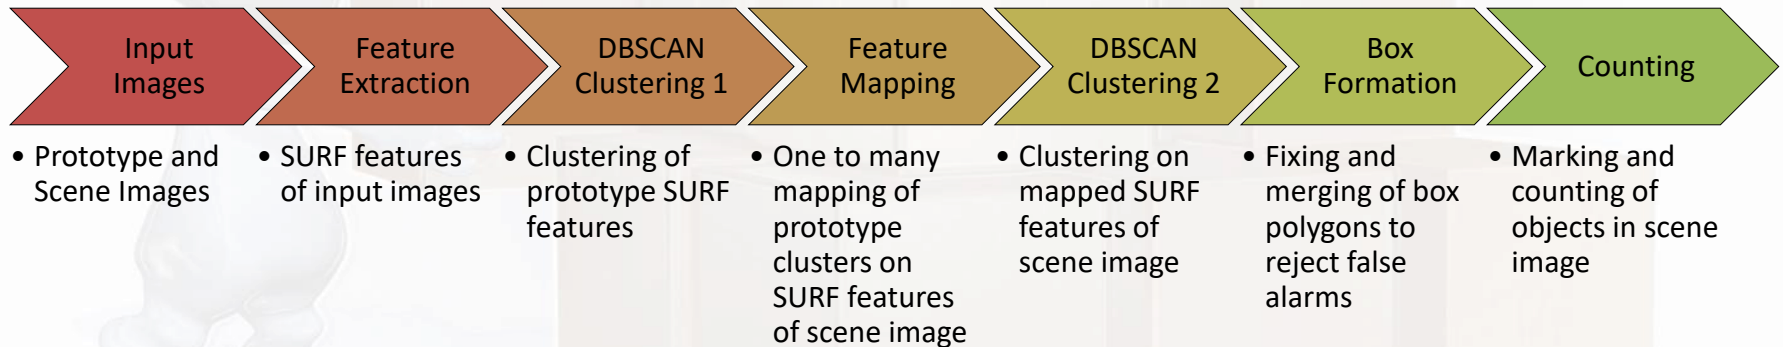 Input
Images
Feature
Extraction
DBSCAN
Clustering 1
Feature
Mapping
DBSCAN
Clustering 2
Box
Formation
Counting
• Prototype and
Scene Images
• SURF features
of input images
• Clustering of
prototype SURF
features
• One to many
mapping of
prototype
clusters on
SURF features
of scene image
• Clustering on
mapped SURF
features of
scene image
• Fixing and
merging of box
polygons to
reject false
alarms
• Marking and
counting of
objects in scene
image